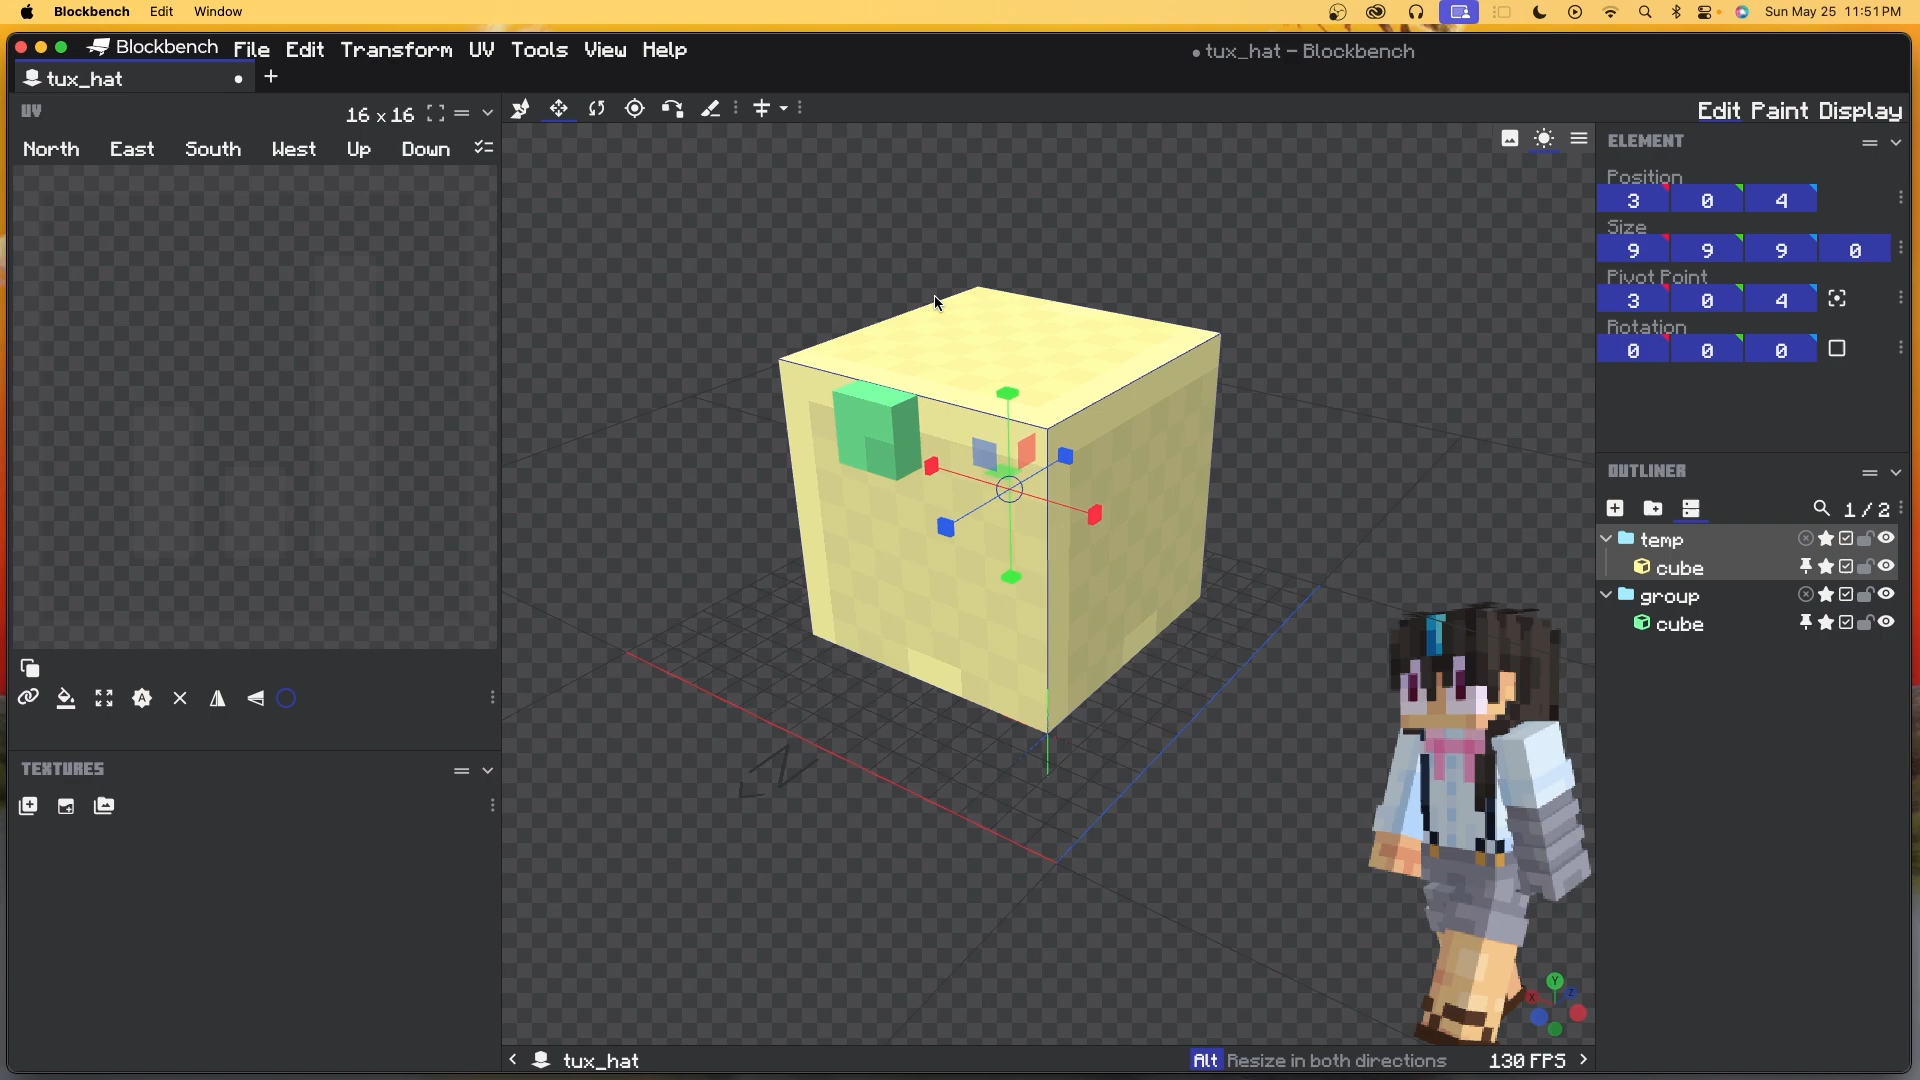 Blockbench Edit Window Sun May 25 11:51PM
Blockbench File Edit Transform UV Tools View Help tux_hat – Blockbench
tux_hat
UV 16 x 16
North East South West Up Down
TEXTURES
Edit Paint Display
ELEMENT
Position
3 0 4
Size
9 9 9 0
Pivot Point
3 0 4
Rotation
0 0 0
OUTLINER
1 / 2
temp
cube
group
cube
N
tux_hat Alt Resize in both directions 130 FPS
Y
X
Z